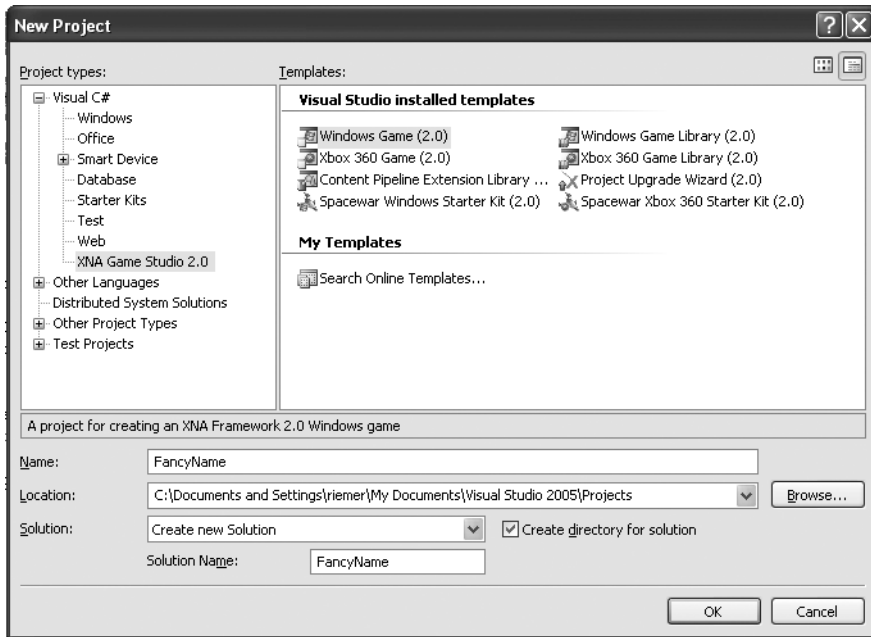 New Project
Project types:
Templates:
Visual C#
Windows
Office
Smart Device
Database
Starter Kits
Test
Web
XNA Game Studio 2.0
Other Languages
Distributed System Solutions
Other Project Types
Test Projects
Visual Studio installed templates
Windows Game (2.0)
Windows Game Library (2.0)
Xbox 360 Game (2.0)
Xbox 360 Game Library (2.0)
Content Pipeline Extension Library ...
Project Upgrade Wizard (2.0)
Spacewar Windows Starter Kit (2.0)
Spacewar Xbox 360 Starter Kit (2.0)
My Templates
Search Online Templates...
A project for creating an XNA Framework 2.0 Windows game
Name:
FancyName
Location:
C:\Documents and Settings\riemer\My Documents\Visual Studio 2005\Projects
Browse...
Solution:
Create new Solution
Create directory for solution
Solution Name:
FancyName
OK
Cancel